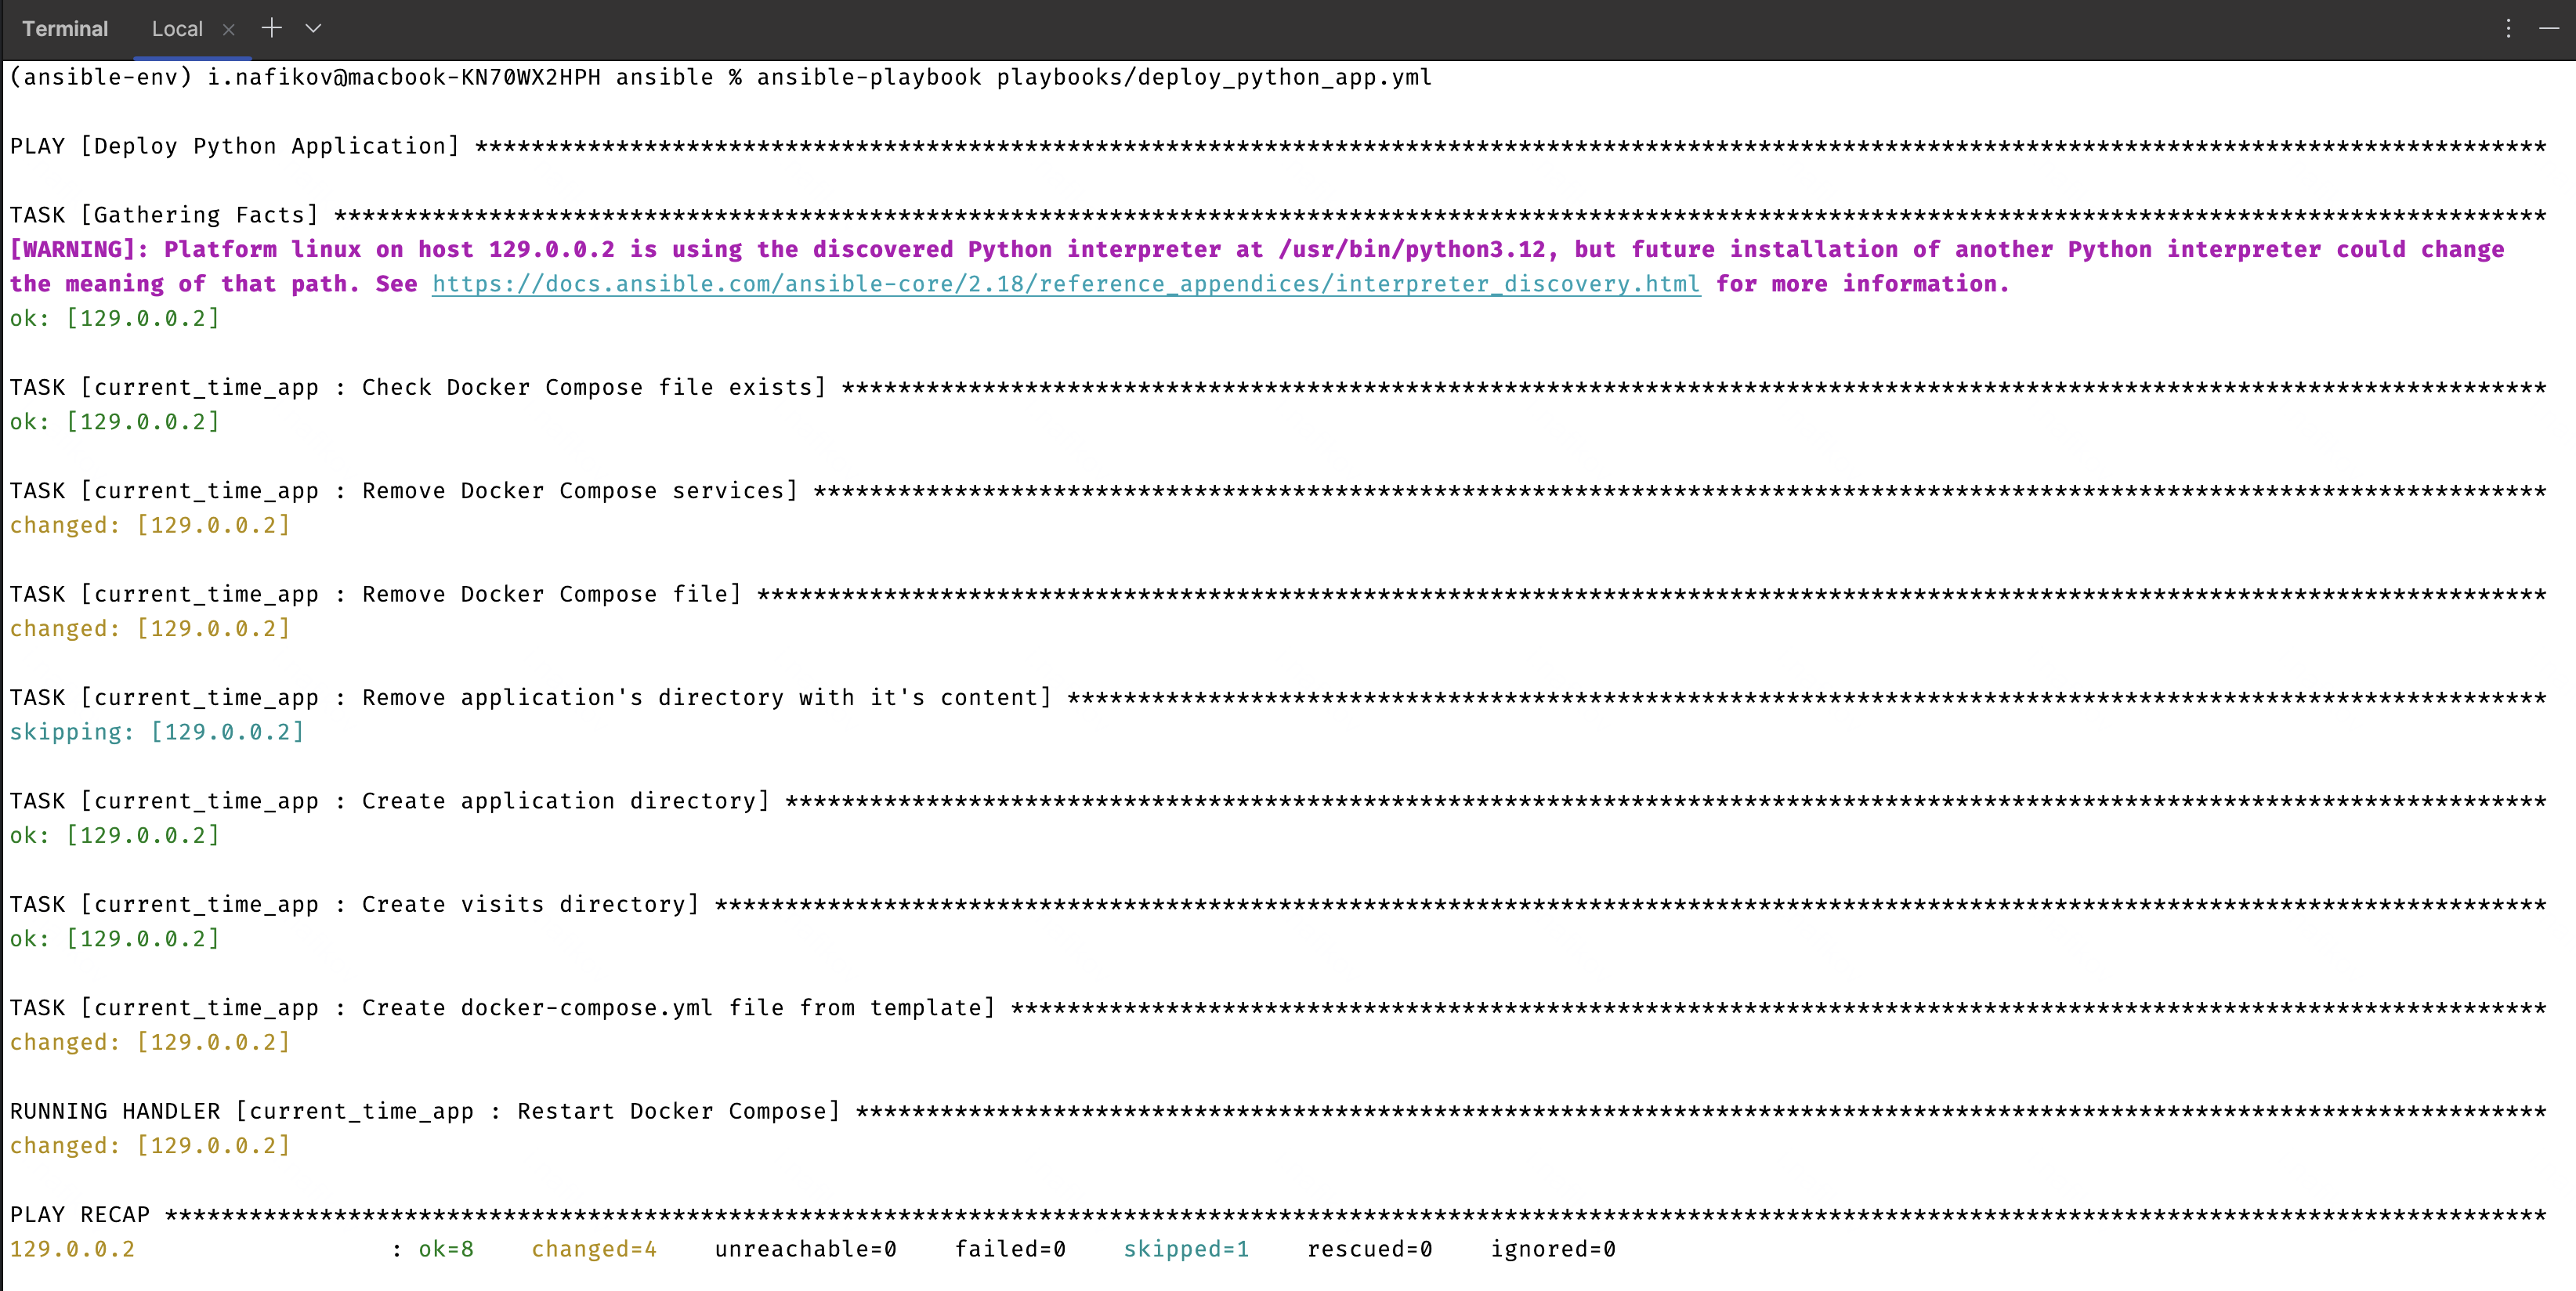 Terminal Local
(ansible-env) i.nafikov@macbook-KN70WX2HPH ansible % ansible-playbook playbooks/deploy_python_app.yml
PLAY [Deploy Python Application] ********************************************************************************************************************************************************
TASK [Gathering Facts] ******************************************************************************************************************************************************************
[WARNING]: Platform linux on host 129.0.0.2 is using the discovered Python interpreter at /usr/bin/python3.12, but future installation of another Python interpreter could change
the meaning of that path. See https://docs.ansible.com/ansible-core/2.18/reference_appendices/interpreter_discovery.html for more information.
ok: [129.0.0.2]
TASK [current_time_app : Check Docker Compose file exists] ******************************************************************************************************************************
ok: [129.0.0.2]
TASK [current_time_app : Remove Docker Compose services] ********************************************************************************************************************************
changed: [129.0.0.2]
TASK [current_time_app : Remove Docker Compose file] ************************************************************************************************************************************
changed: [129.0.0.2]
TASK [current_time_app : Remove application's directory with it's content] **************************************************************************************************************
skipping: [129.0.0.2]
TASK [current_time_app : Create application directory] **********************************************************************************************************************************
ok: [129.0.0.2]
TASK [current_time_app : Create visits directory] ***************************************************************************************************************************************
ok: [129.0.0.2]
TASK [current_time_app : Create docker-compose.yml file from template] ******************************************************************************************************************
changed: [129.0.0.2]
RUNNING HANDLER [current_time_app : Restart Docker Compose] *****************************************************************************************************************************
changed: [129.0.0.2]
PLAY RECAP ******************************************************************************************************************************************************************************
129.0.0.2 : ok=8 changed=4 unreachable=0 failed=0 skipped=1 rescued=0 ignored=0